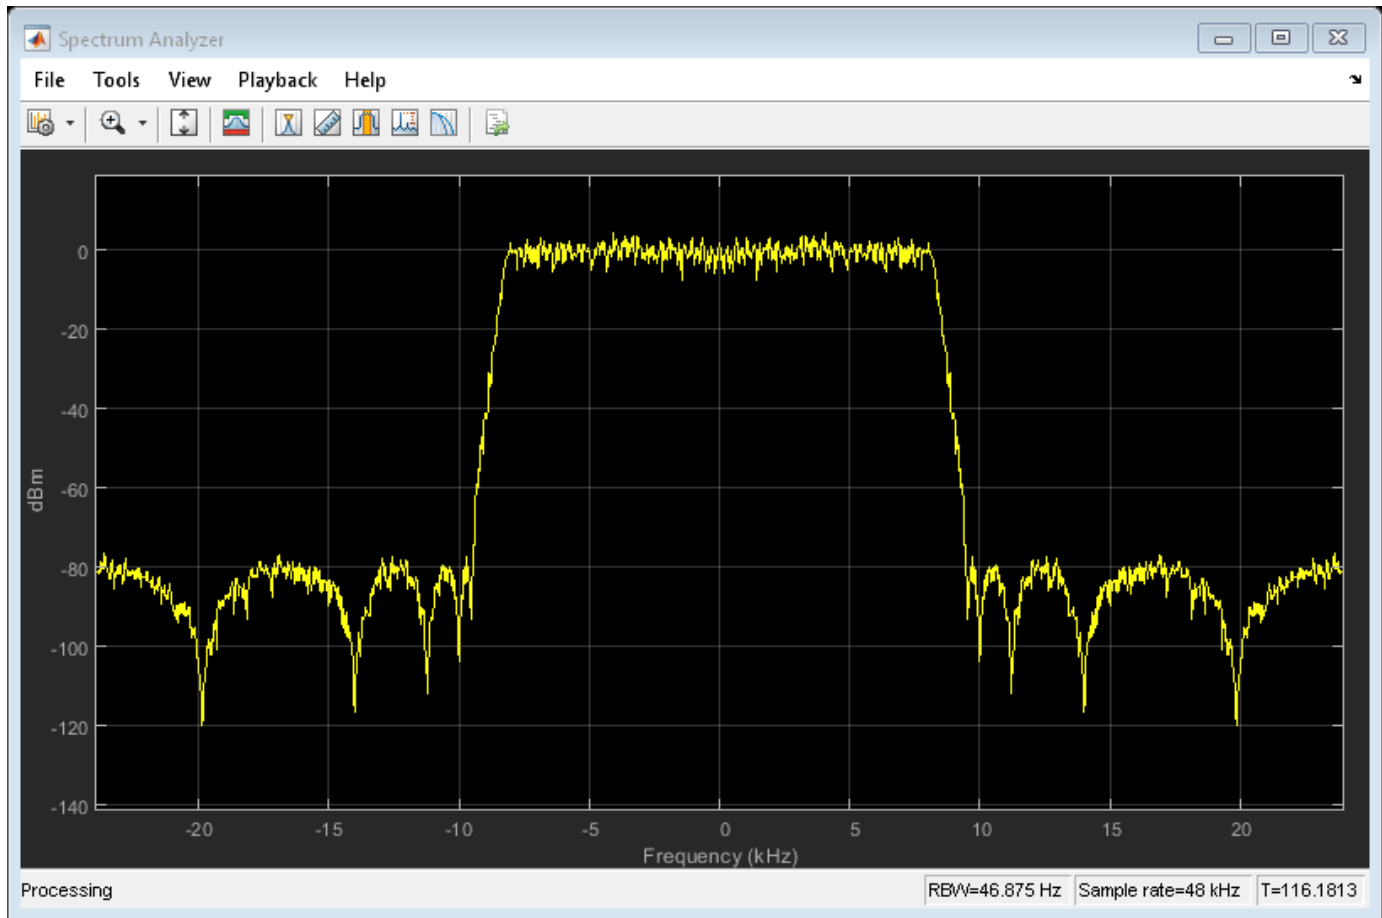 Spectrum Analyzer
File Tools View Playback Help
0
-20
-40
-60
-80
-100
-120
-140
dBm
-20 -15 -10 -5 0 5 10 15 20
Frequency (kHz)
Processing RBW=46.875 Hz Sample rate=48 kHz T=116.1813